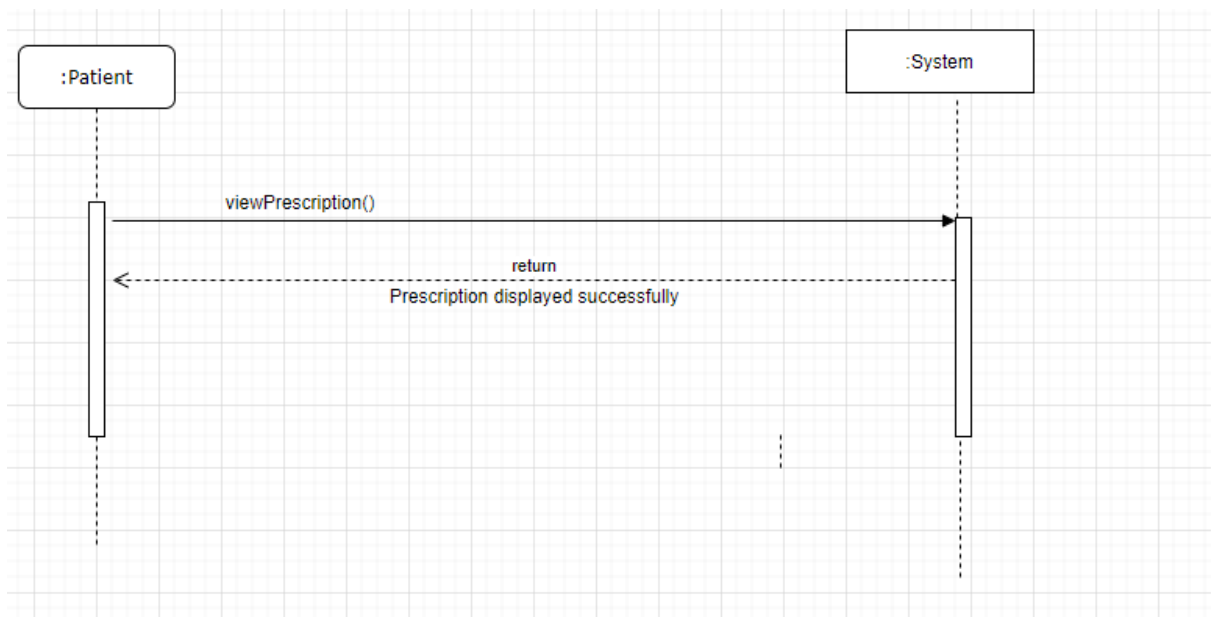 :Patient
:System
viewPrescription()
return
Prescription displayed successfully